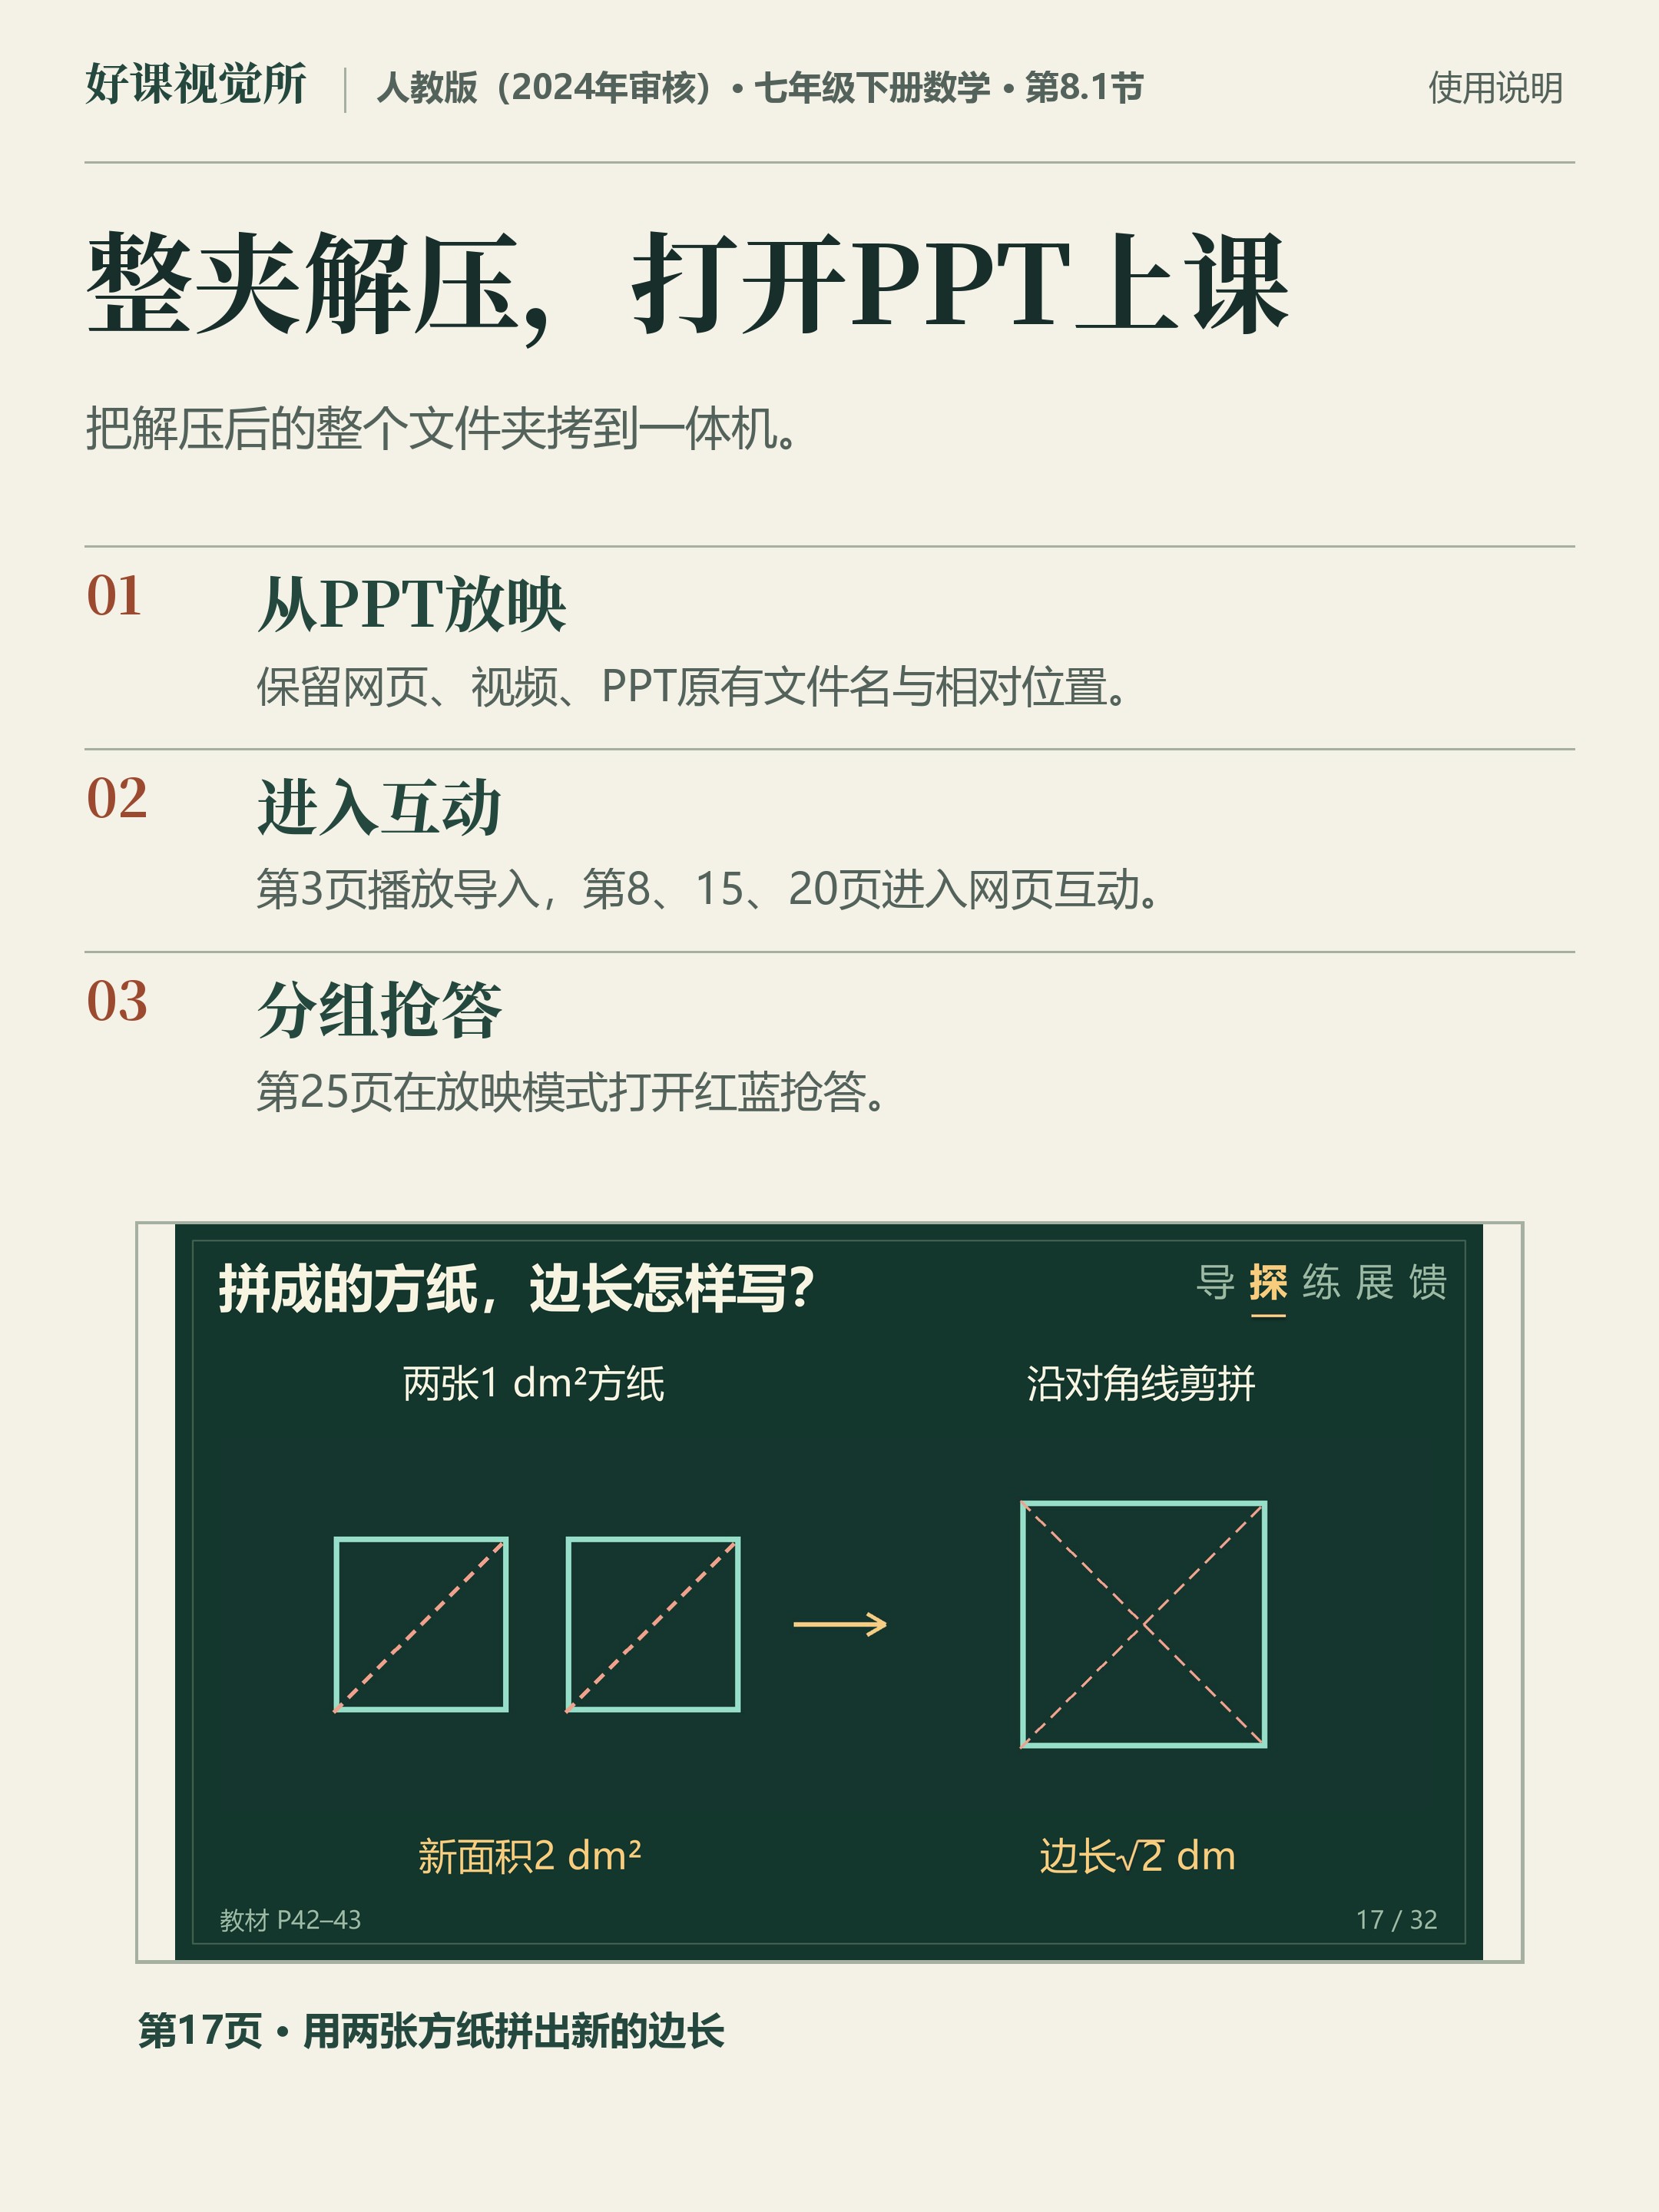 好课视觉所 人教版（2024年审核）• 七年级下册数学 • 第8.1节 使用说明
整夹解压，打开PPT上课
把解压后的整个文件夹拷到一体机。
01 从PPT放映
保留网页、视频、PPT原有文件名与相对位置。
02 进入互动
第3页播放导入，第8、15、20页进入网页互动。
03 分组抢答
第25页在放映模式打开红蓝抢答。
拼成的方纸，边长怎样写？ 导 探 练 展 馈
两张1 dm²方纸 沿对角线剪拼
新面积2 dm² 边长√2 dm
教材 P42–43 17 / 32
第17页 • 用两张方纸拼出新的边长